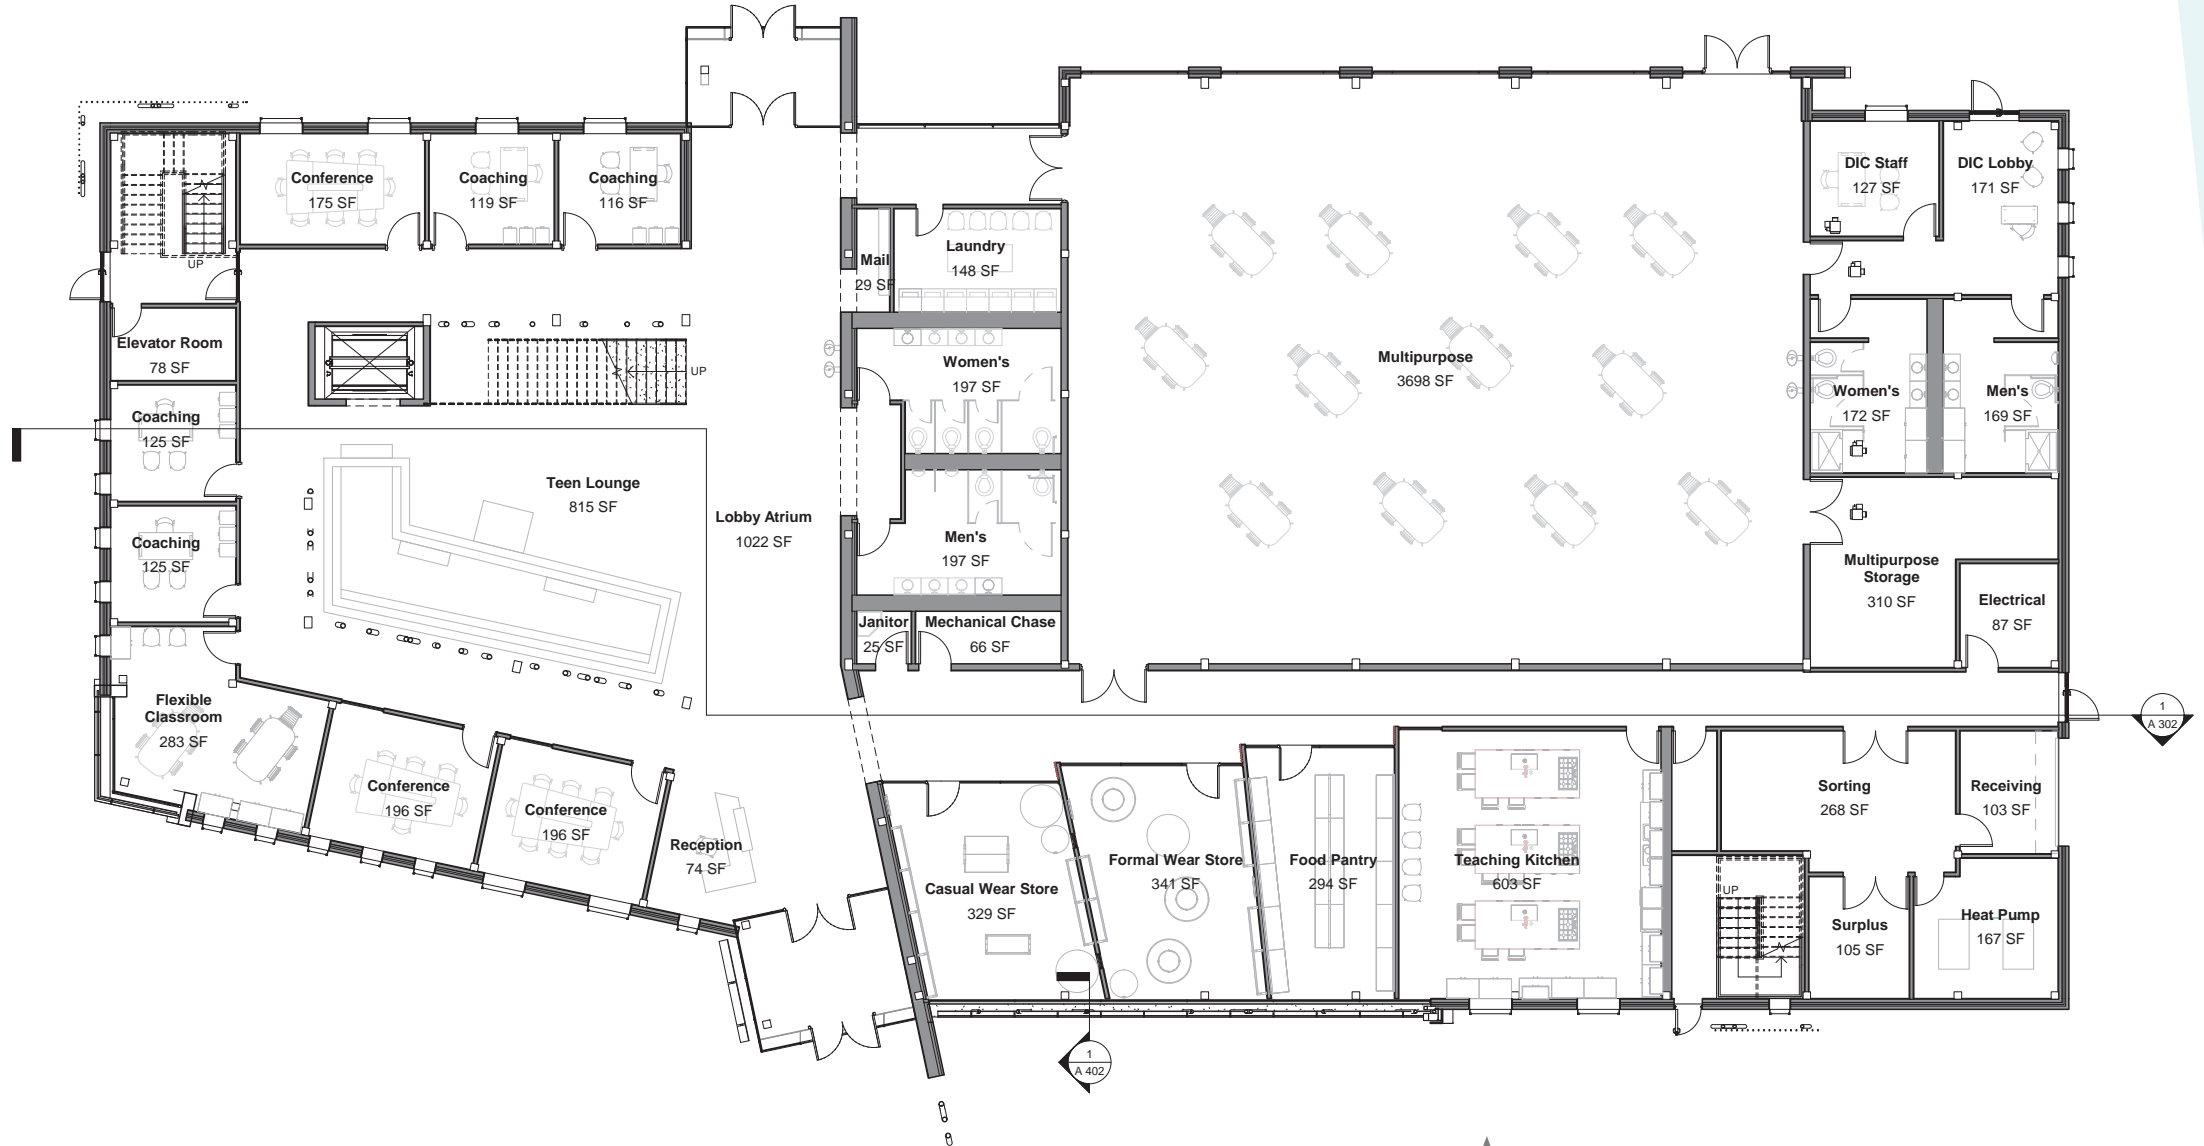 Conference
175 SF
Coaching
119 SF
Coaching
116 SF
DIC Staff
127 SF
DIC Lobby
171 SF
UP
Mail
29 SF
Laundry
148 SF
Elevator Room
78 SF
UP
Women's
197 SF
Multipurpose
3698 SF
Women's
172 SF
Men's
169 SF
Coaching
125 SF
Teen Lounge
815 SF
Lobby Atrium
1022 SF
Coaching
125 SF
Men's
197 SF
Multipurpose
Storage
310 SF
Electrical
87 SF
Janitor
25 SF
Mechanical Chase
66 SF
Flexible
Classroom
283 SF
1
A 302
Conference
196 SF
Conference
196 SF
Reception
74 SF
Casual Wear Store
329 SF
Formal Wear Store
341 SF
Food Pantry
294 SF
Teaching Kitchen
603 SF
Sorting
268 SF
Receiving
103 SF
UP
Surplus
105 SF
Heat Pump
167 SF
1
A 402